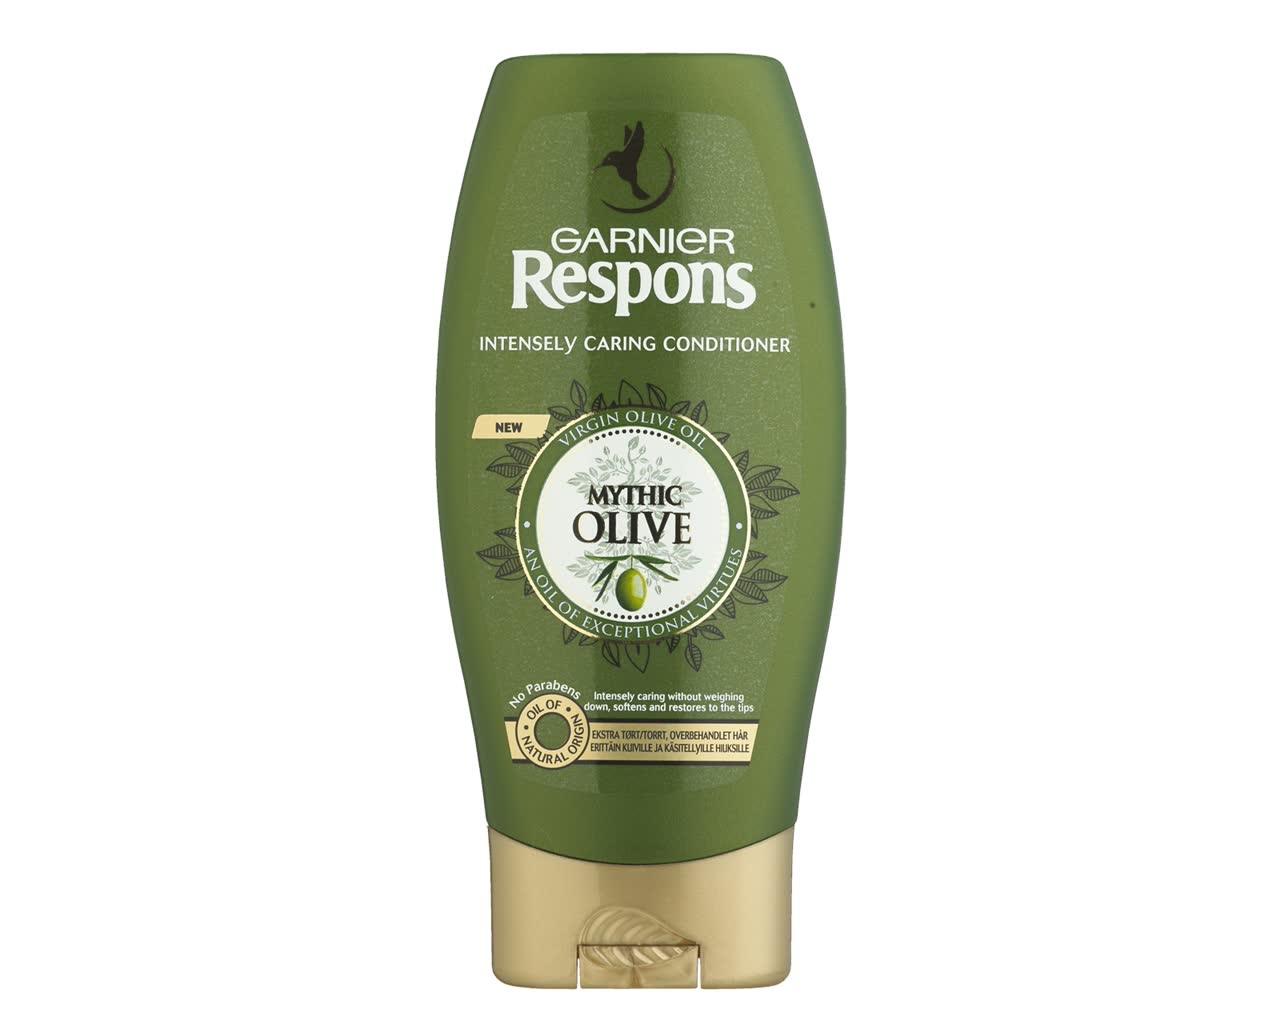 GARNIER
Respons
INTENSELY CARING CONDITIONER
NEW
VIRGIN OLIVE OIL
MYTHIC
OLIVE
• AN OIL OF EXCEPTIONAL VIRTUES •
No Parabens
• OIL OF •
NATURAL ORIGIN
Intensely caring without weighing
down, softens and restores to the tips
EKSTRA TØRT/TORRT, OVERBEHANDLET HÅR
ERITTÄIN KUIVILLE JA KÄSITELLYILLE HIUKSILLE